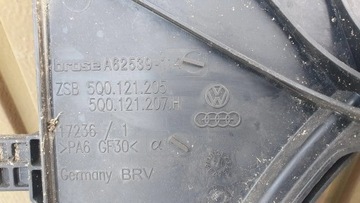 brose A62539
ZSB 5Q0.121.205
5Q0.121.207.H
17236 / 1
>PA6 GF30<
Germany BRV